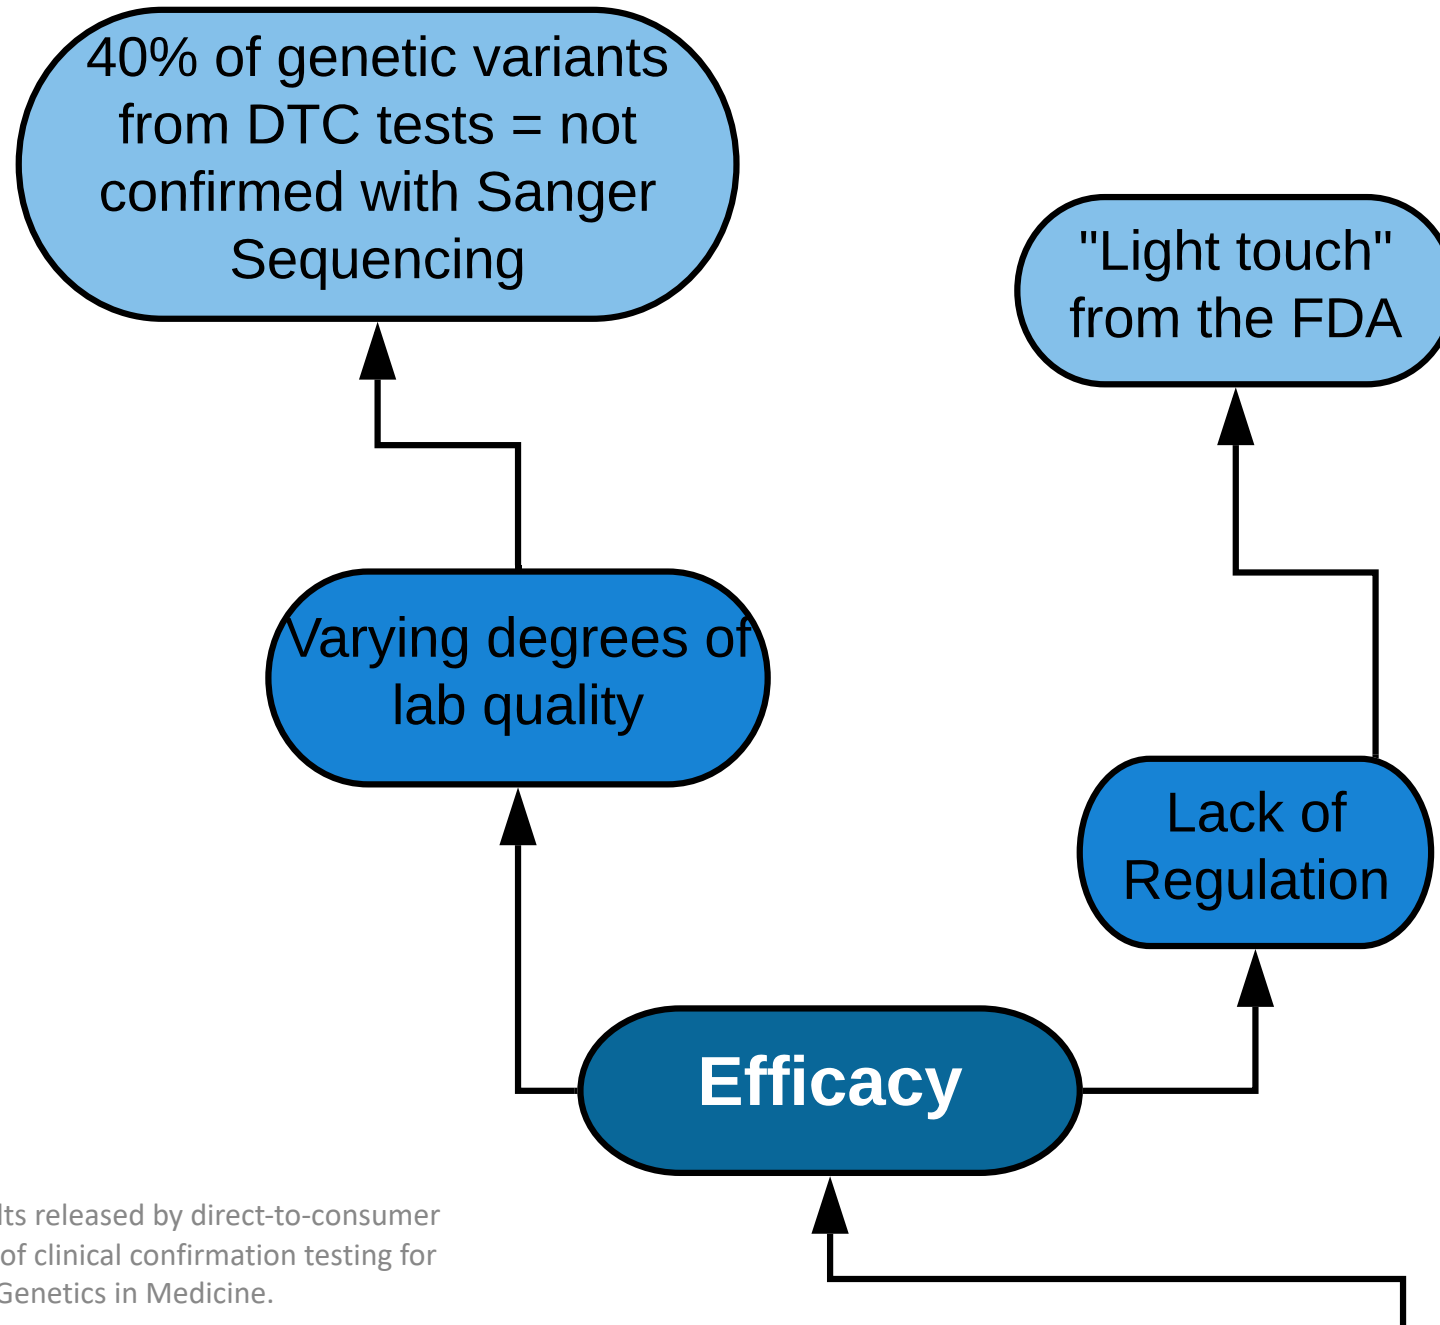 40% of genetic variants
from DTC tests = not
confirmed with Sanger
Sequencing
"Light touch"
from the FDA
Varying degrees of
lab quality
Lack of
Regulation
Efficacy
released by direct-to-consumer
of clinical confirmation testing for
Genetics in Medicine.